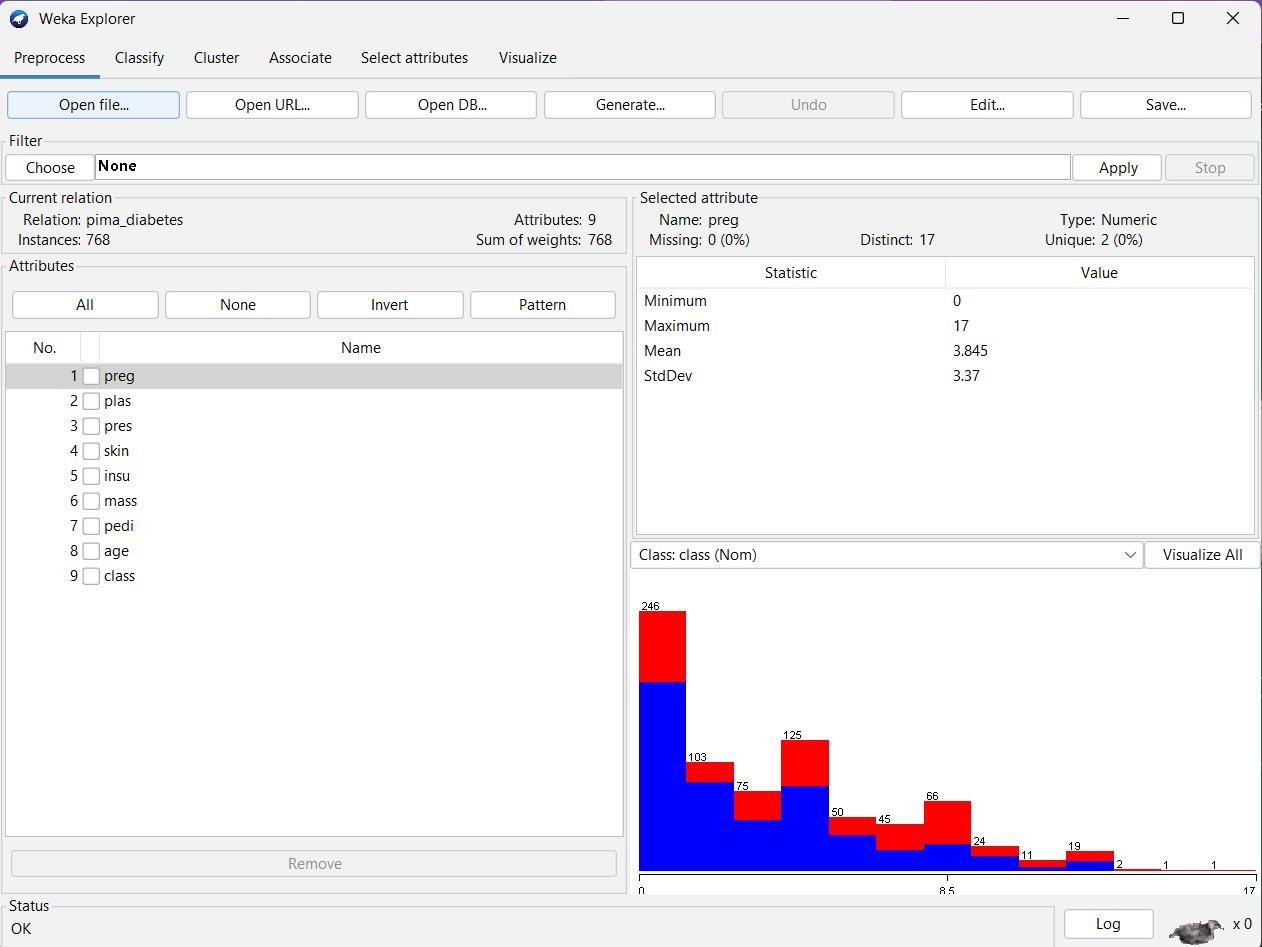 Weka Explorer
Preprocess Classify Cluster Associate Select attributes Visualize
Open file... Open URL... Open DB... Generate... Undo Edit... Save...
Filter
Choose None Apply Stop
Current relation
Relation: pima_diabetes Attributes: 9
Instances: 768 Sum of weights: 768
Attributes
All None Invert Pattern
No. Name
1 preg
2 plas
3 pres
4 skin
5 insu
6 mass
7 pedi
8 age
9 class
Remove
Selected attribute
Name: preg Type: Numeric
Missing: 0 (0%) Distinct: 17 Unique: 2 (0%)
Statistic Value
Minimum 0
Maximum 17
Mean 3.845
StdDev 3.37
Class: class (Nom) Visualize All
246
103
75
125
50
45
66
24
11
19
2
1
1
0 8.5 17
Status
OK
Log x 0